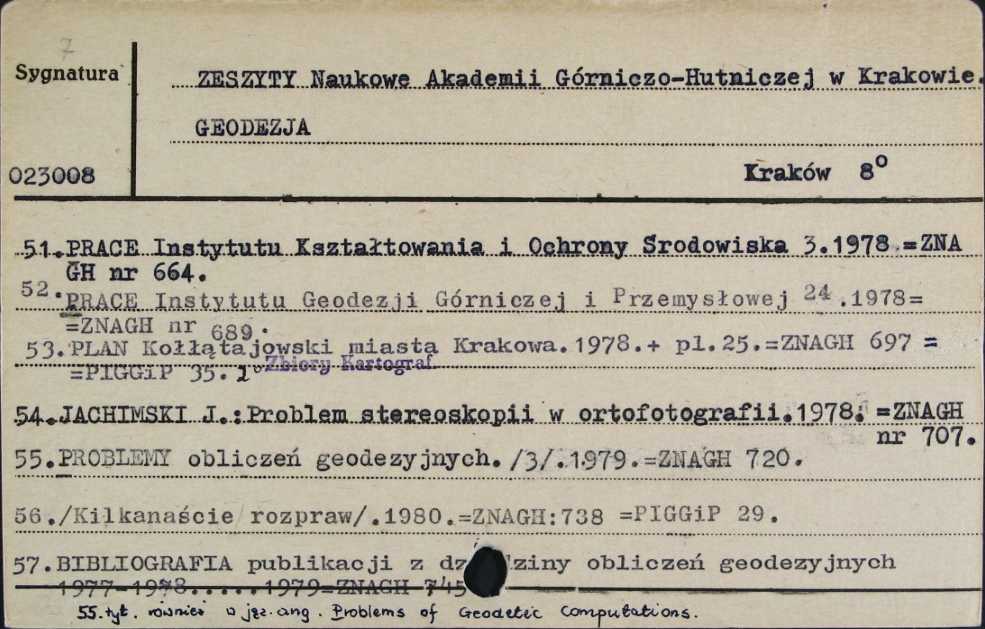 7
Sygnatura
ZESZYTY Naukowe Akademii Górniczo-Hutniczej w Krakowie.
GEODEZJA
023008
Kraków 8°
51.PRACE Instytutu Kształtowania i Ochrony Srodowiska 3.1978.=ZNA
GH nr 664.
52.PRACE Instytutu Geodezji Górniczej i Przemysłowej 24.1978=
=ZNAGH nr 689.
53.PLAN Kołłątajowski miasta Krakowa.1978.+ pl.25.=ZNAGH 697 =
=PIGGiP 35. 2° Zbiory Kartograf.
54.JACHIMSKI J.:Problem stereoskopii w ortofotografii.1978. =ZNAGH
nr 707.
55.PROBLEMY obliczeń geodezyjnych./3/.1979.=ZNAGH 720.
56./Kilkanaście rozpraw/.1980.=ZNAGH:738 =PIGGiP 29.
57.BIBLIOGRAFIA publikacji z dziedziny obliczeń geodezyjnych
1977-1978.....1979=ZNAGH 745
55.tyt. również w jęz.ang. Problems of Geodetic Computations.